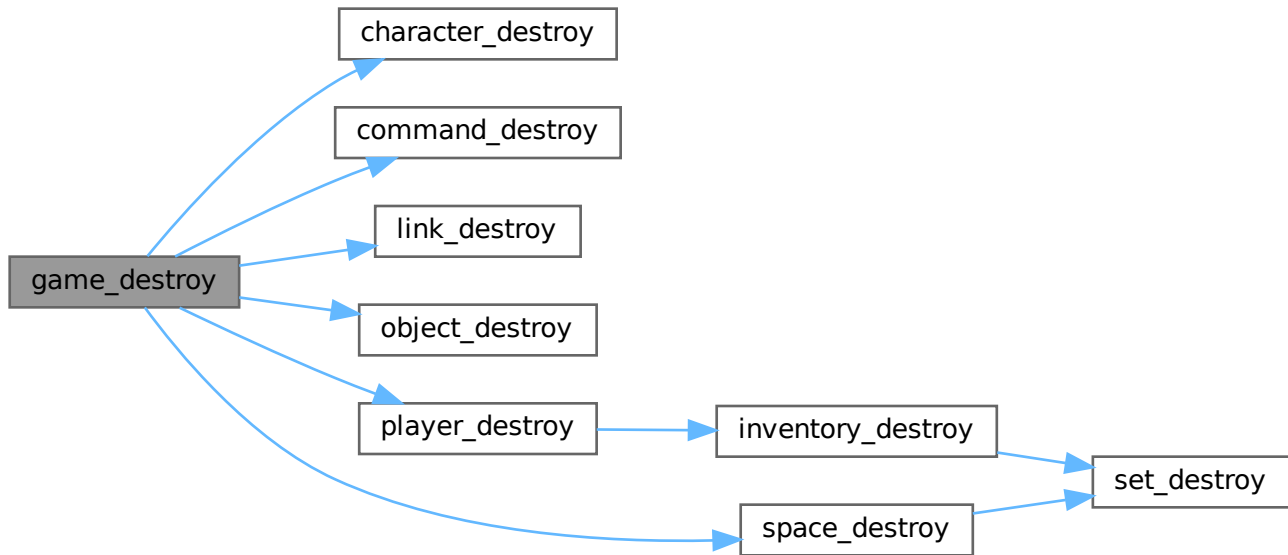 character_destroy
command_destroy
link_destroy
game_destroy
object_destroy
player_destroy
inventory_destroy
set_destroy
space_destroy